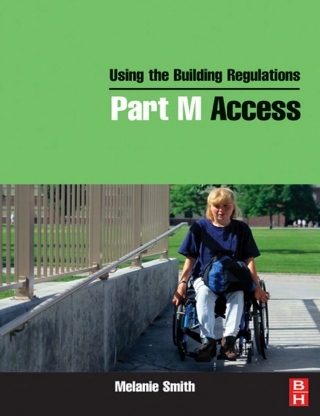 Using the Building Regulations
Part M Access
Melanie Smith
B
H